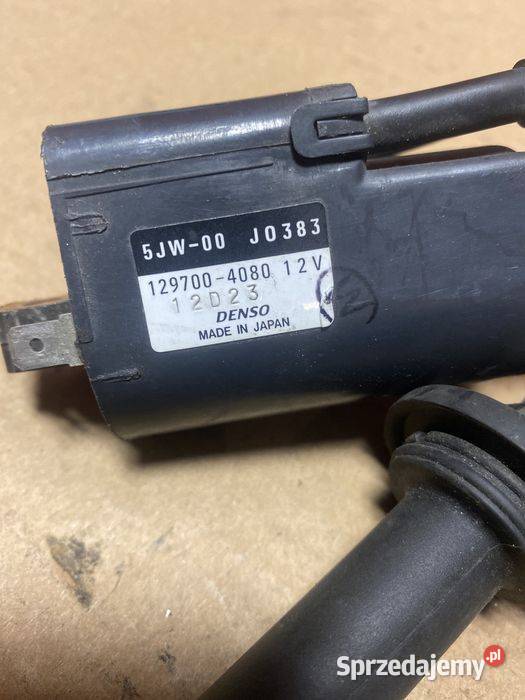 5JW-00 J0383
129700-4080 12V
12D23
DENSO
MADE IN JAPAN
Sprzedajemy.pl